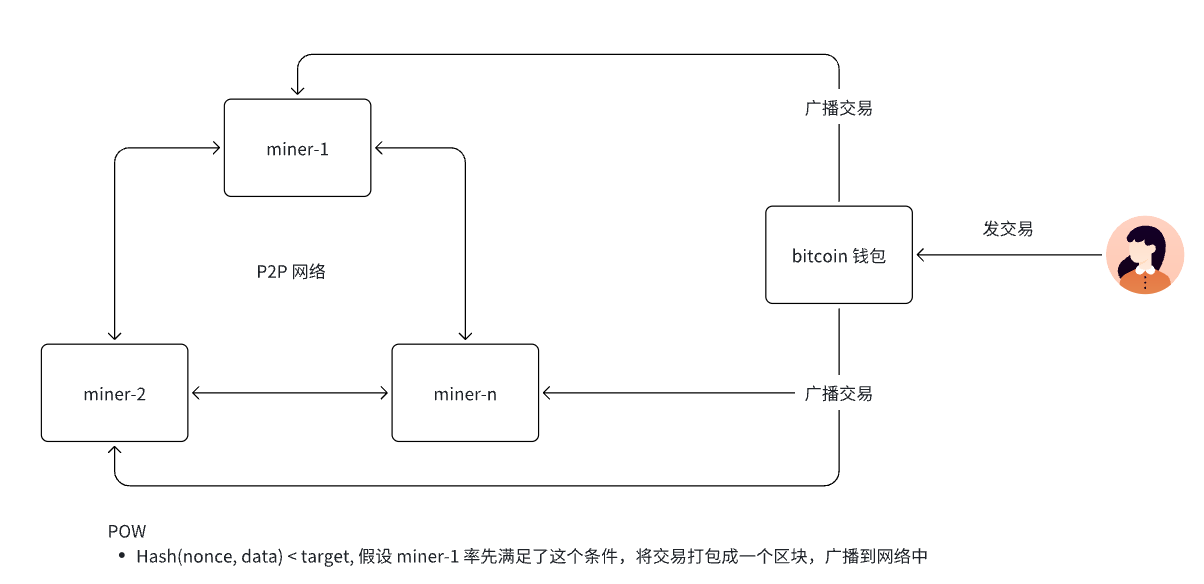 广播交易
miner-1
发交易
bitcoin 钱包
P2P 网络
miner-2
miner-n
广播交易
POW
• Hash(nonce, data) < target, 假设 miner-1 率先满足了这个条件，将交易打包成一个区块，广播到网络中